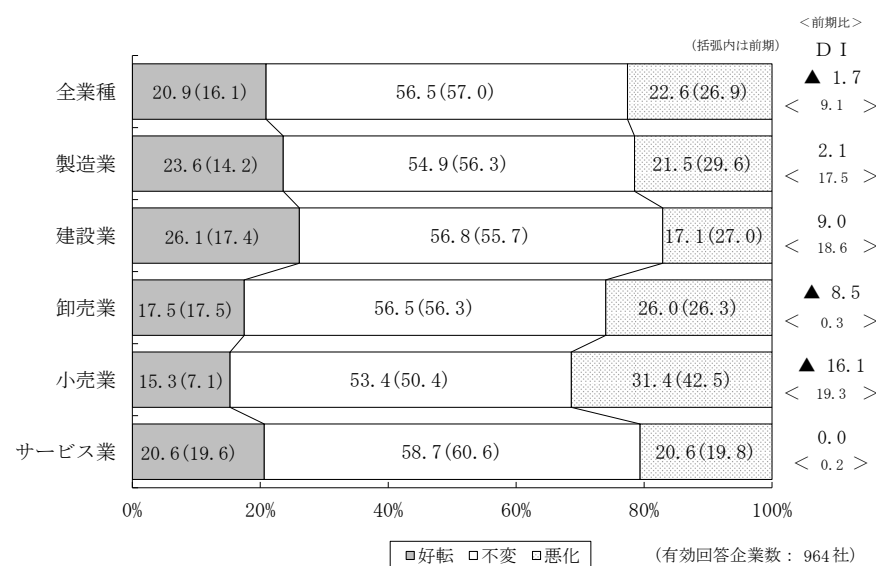 ＜前期比＞
(括弧内は前期) ＤＩ
全業種 20.9(16.1) 56.5(57.0) 22.6(26.9) ▲ 1.7
＜ 9.1 ＞
製造業 23.6(14.2) 54.9(56.3) 21.5(29.6) 2.1
＜ 17.5 ＞
建設業 26.1(17.4) 56.8(55.7) 17.1(27.0) 9.0
＜ 18.6 ＞
卸売業 17.5(17.5) 56.5(56.3) 26.0(26.3) ▲ 8.5
＜ 0.3 ＞
小売業 15.3(7.1) 53.4(50.4) 31.4(42.5) ▲ 16.1
＜ 19.3 ＞
サービス業 20.6(19.6) 58.7(60.6) 20.6(19.8) 0.0
＜ 0.2 ＞
0% 20% 40% 60% 80% 100%
好転 不変 悪化 (有効回答企業数：964社)